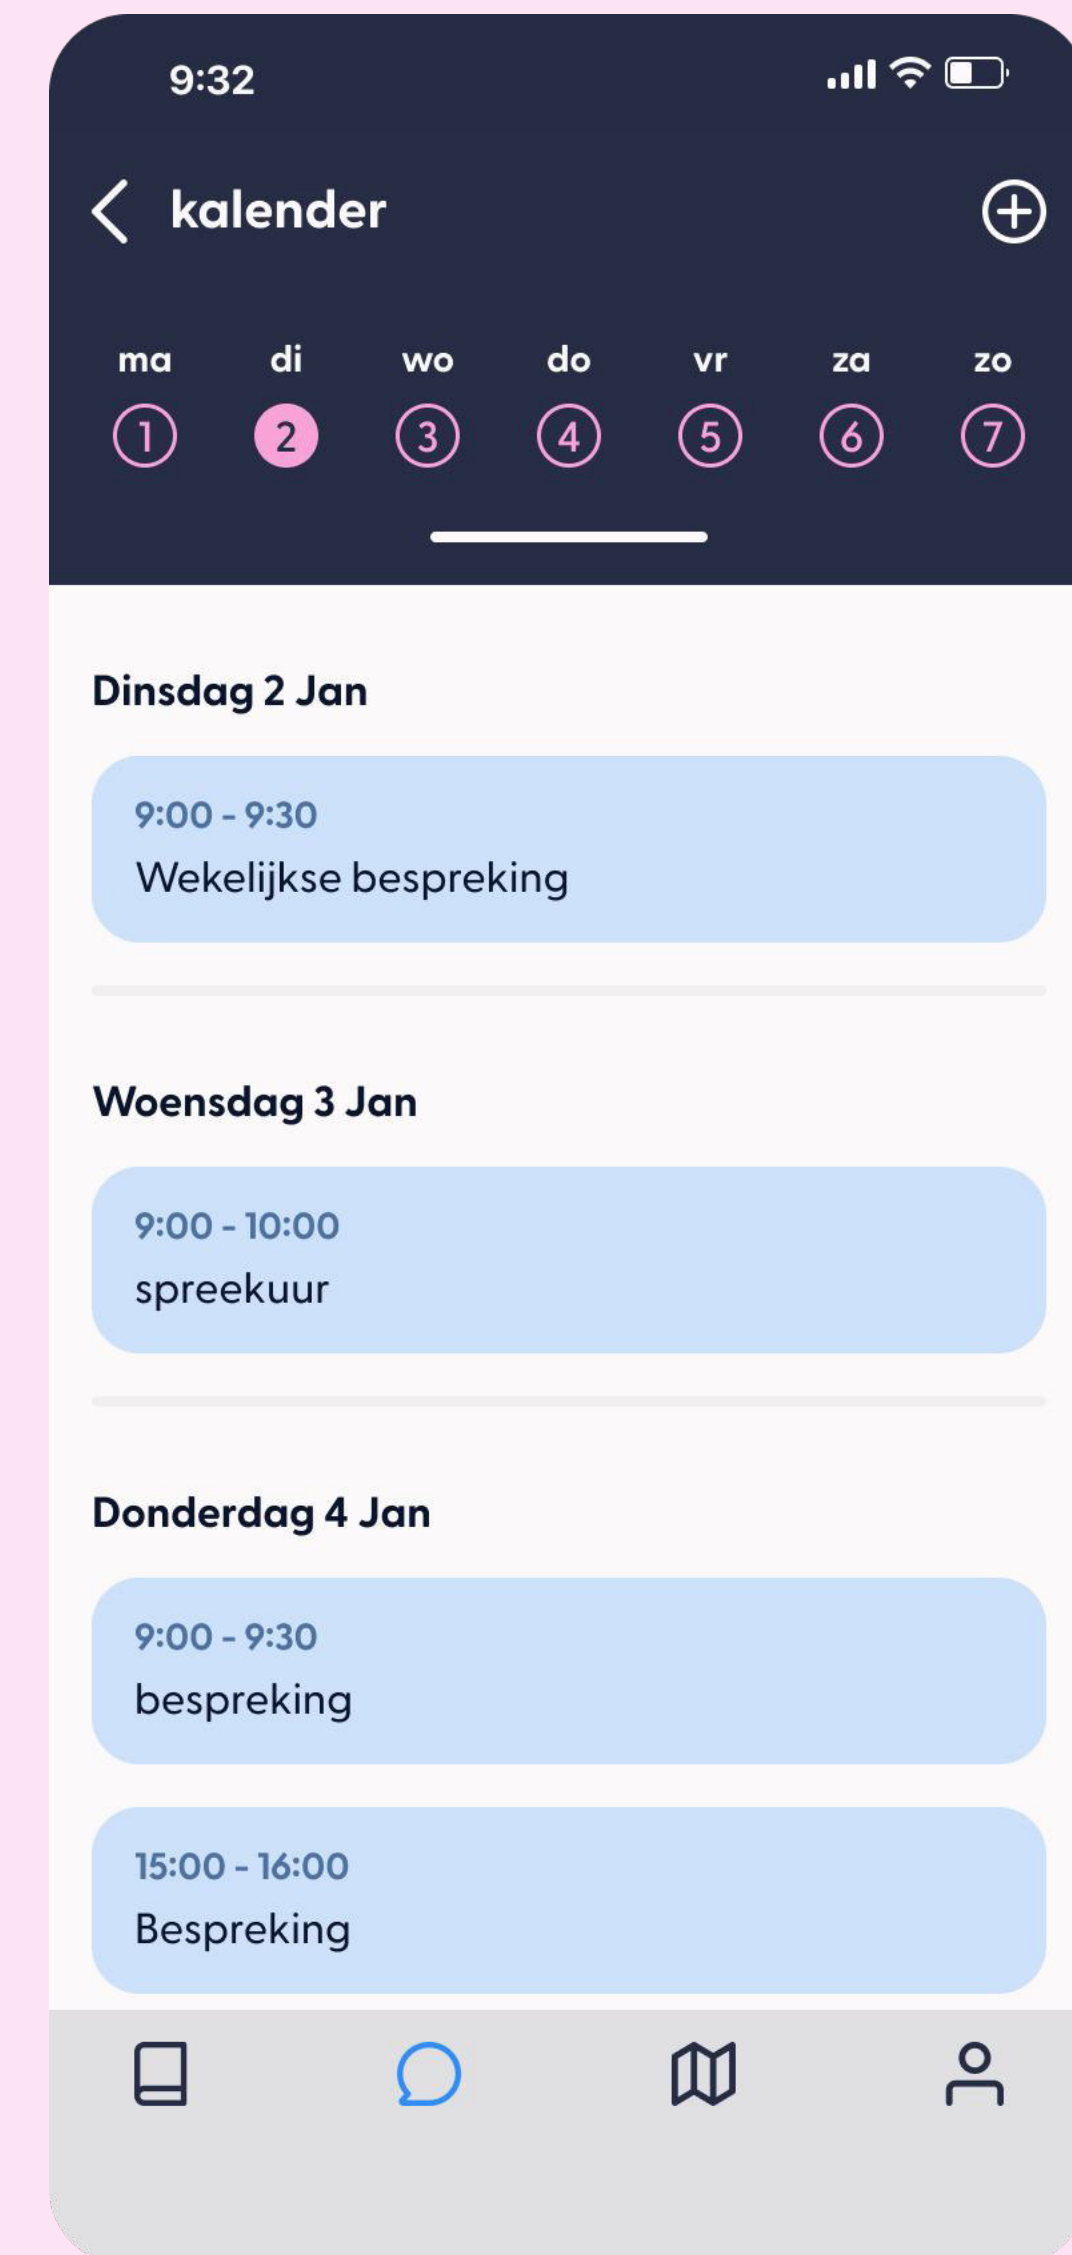 9:32
kalender
ma di wo do vr za zo
1 2 3 4 5 6 7
Dinsdag 2 Jan
9:00 - 9:30
Wekelijkse bespreking
Woensdag 3 Jan
9:00 - 10:00
spreekuur
Donderdag 4 Jan
9:00 - 9:30
bespreking
15:00 - 16:00
Bespreking